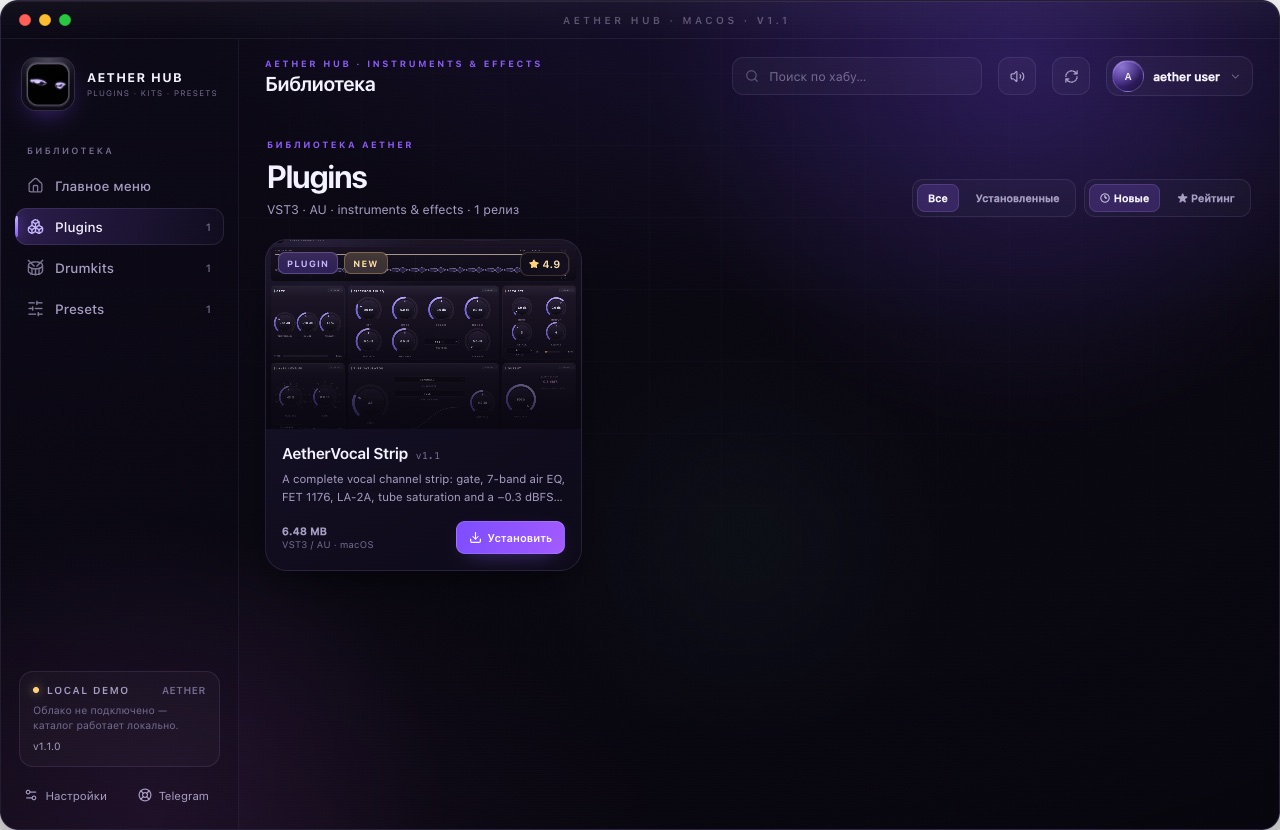 AETHER HUB · MACOS · V1.1
AETHER HUB
PLUGINS · KITS · PRESETS
БИБЛИОТЕКА
Главное меню
Plugins 1
Drumkits 1
Presets 1
LOCAL DEMO AETHER
Облако не подключено —
каталог работает локально.
v1.1.0
Настройки Telegram
AETHER HUB · INSTRUMENTS & EFFECTS
Библиотека
Поиск по хабу...
A aether user
БИБЛИОТЕКА AETHER
Plugins
VST3 · AU · instruments & effects · 1 релиз
Все Установленные Новые Рейтинг
PLUGIN NEW 4.9
AetherVocal Strip v1.1
A complete vocal channel strip: gate, 7-band air EQ,
FET 1176, LA-2A, tube saturation and a −0.3 dBFS...
6.48 MB
VST3 / AU · macOS
Установить